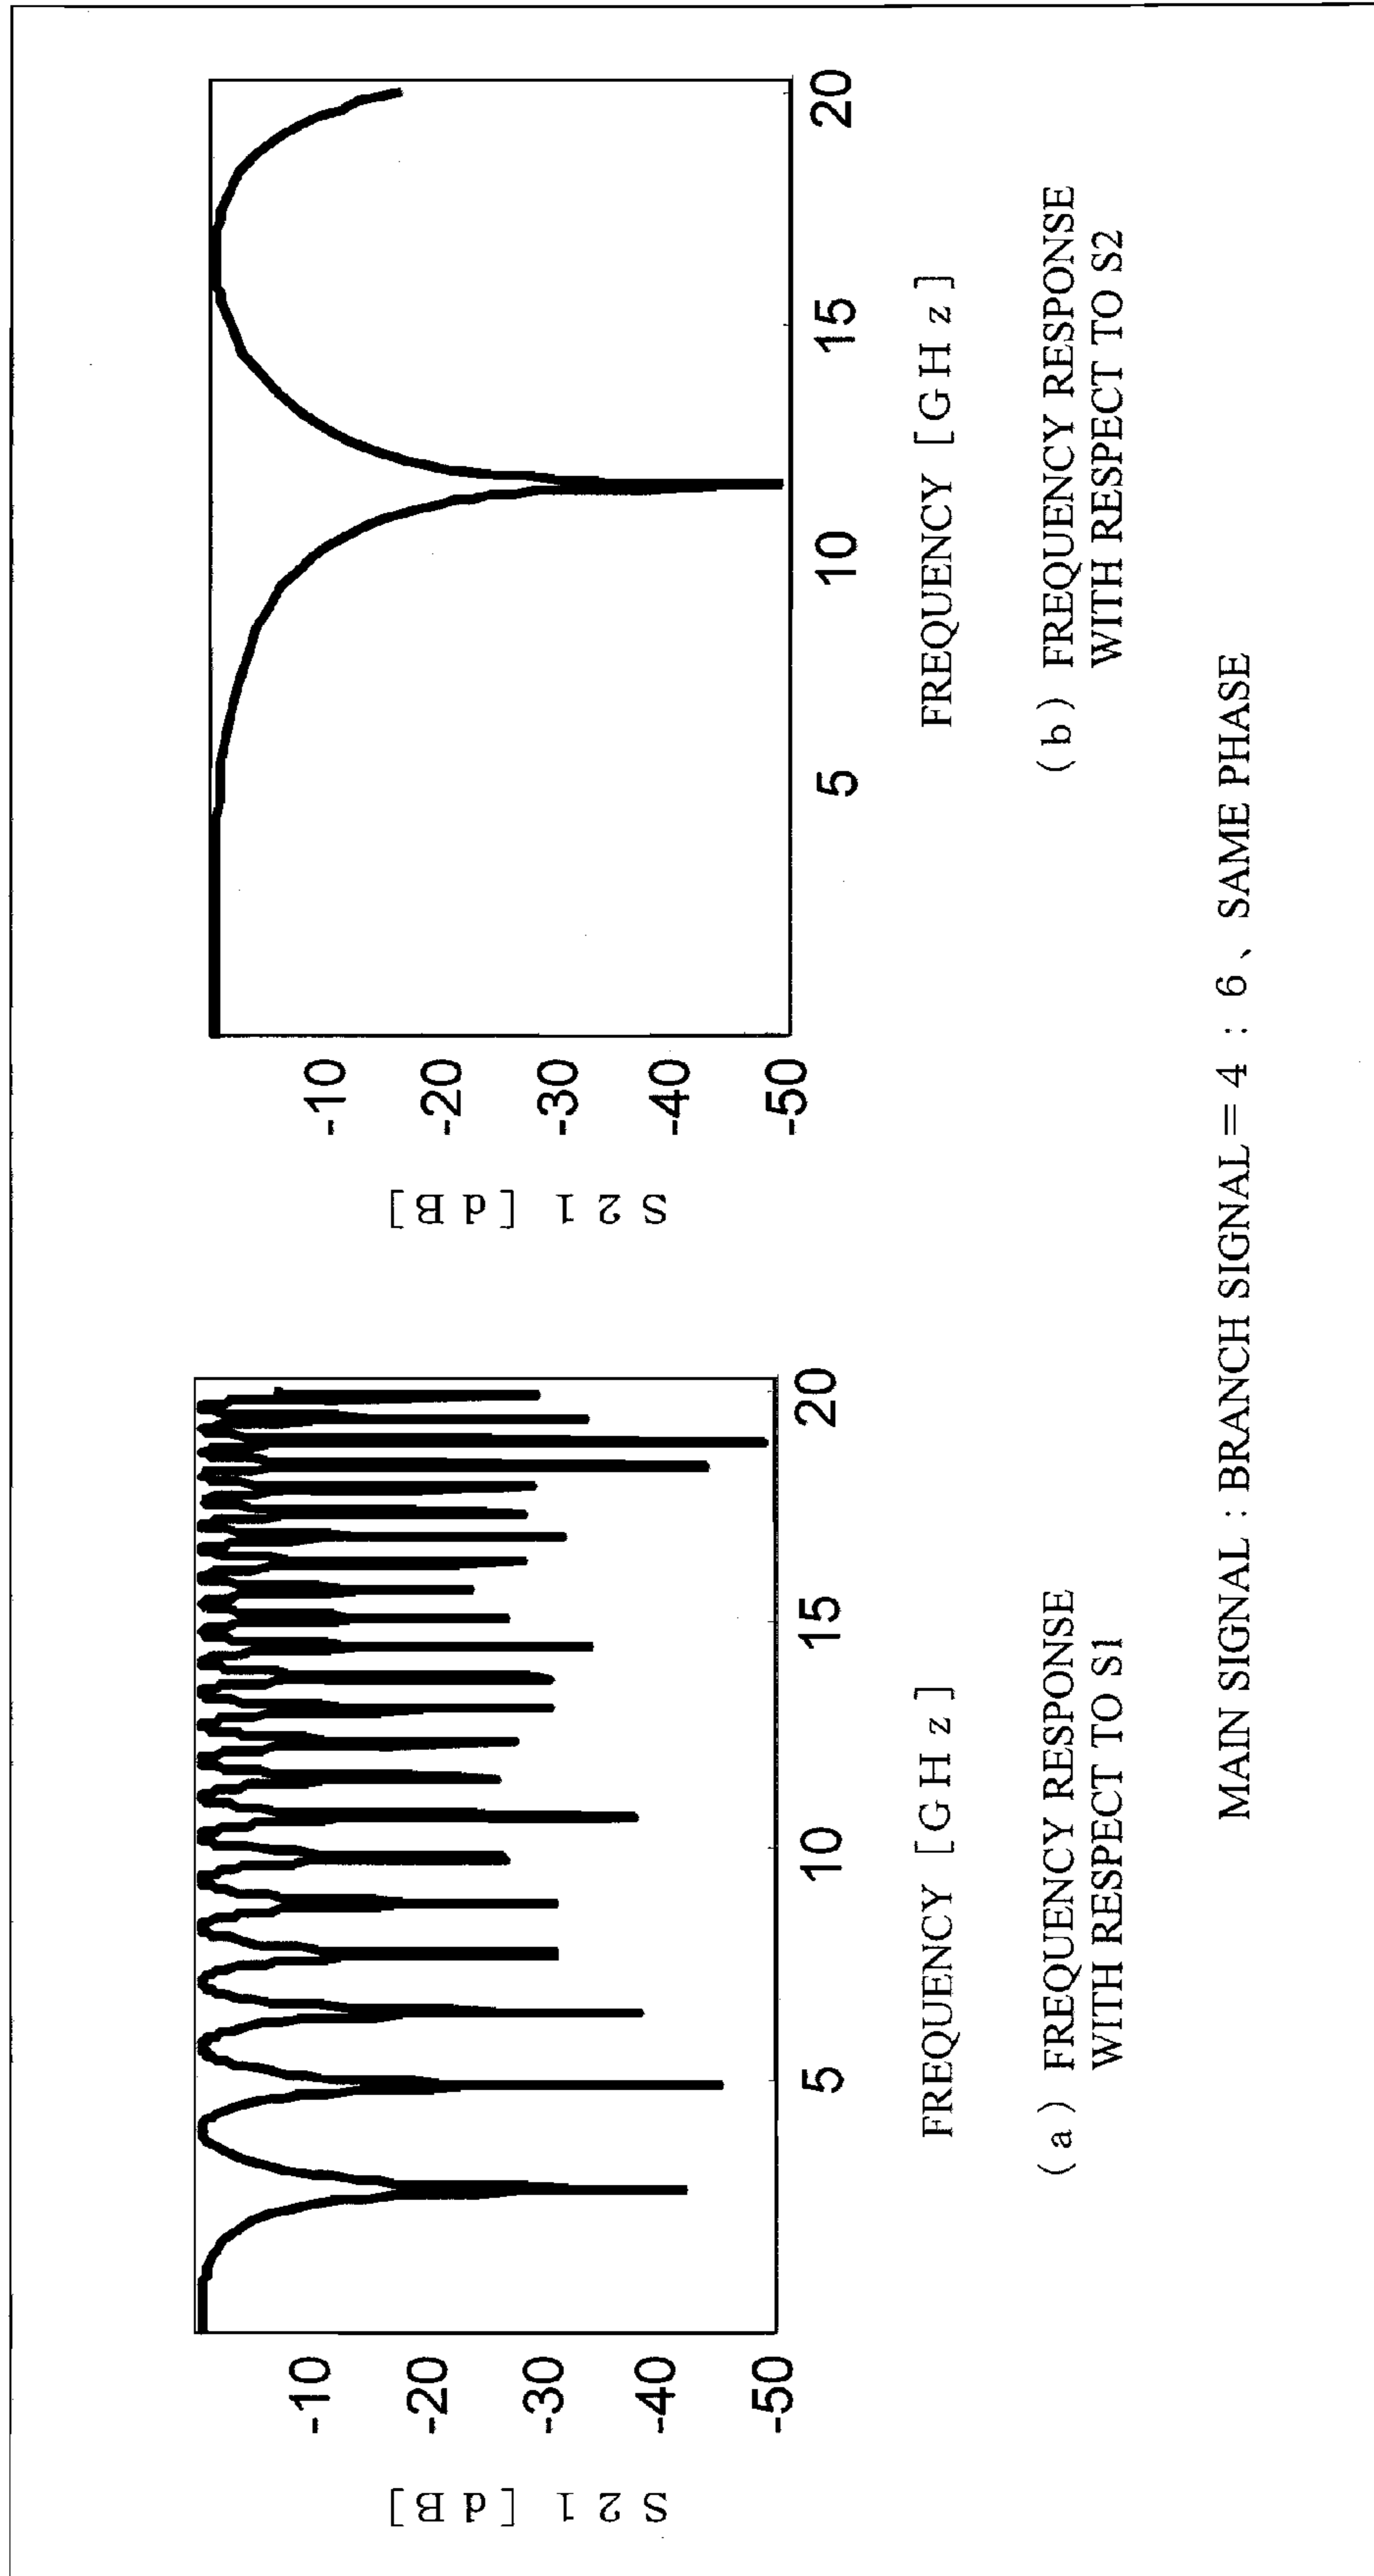 S21 [dB]
-10
-20
-30
-40
-50
5
10
15
20
FREQUENCY [GHz]
(a) FREQUENCY RESPONSE
WITH RESPECT TO S1
S21 [dB]
-10
-20
-30
-40
-50
5
10
15
20
FREQUENCY [GHz]
(b) FREQUENCY RESPONSE
WITH RESPECT TO S2
MAIN SIGNAL : BRANCH SIGNAL = 4 : 6、SAME PHASE